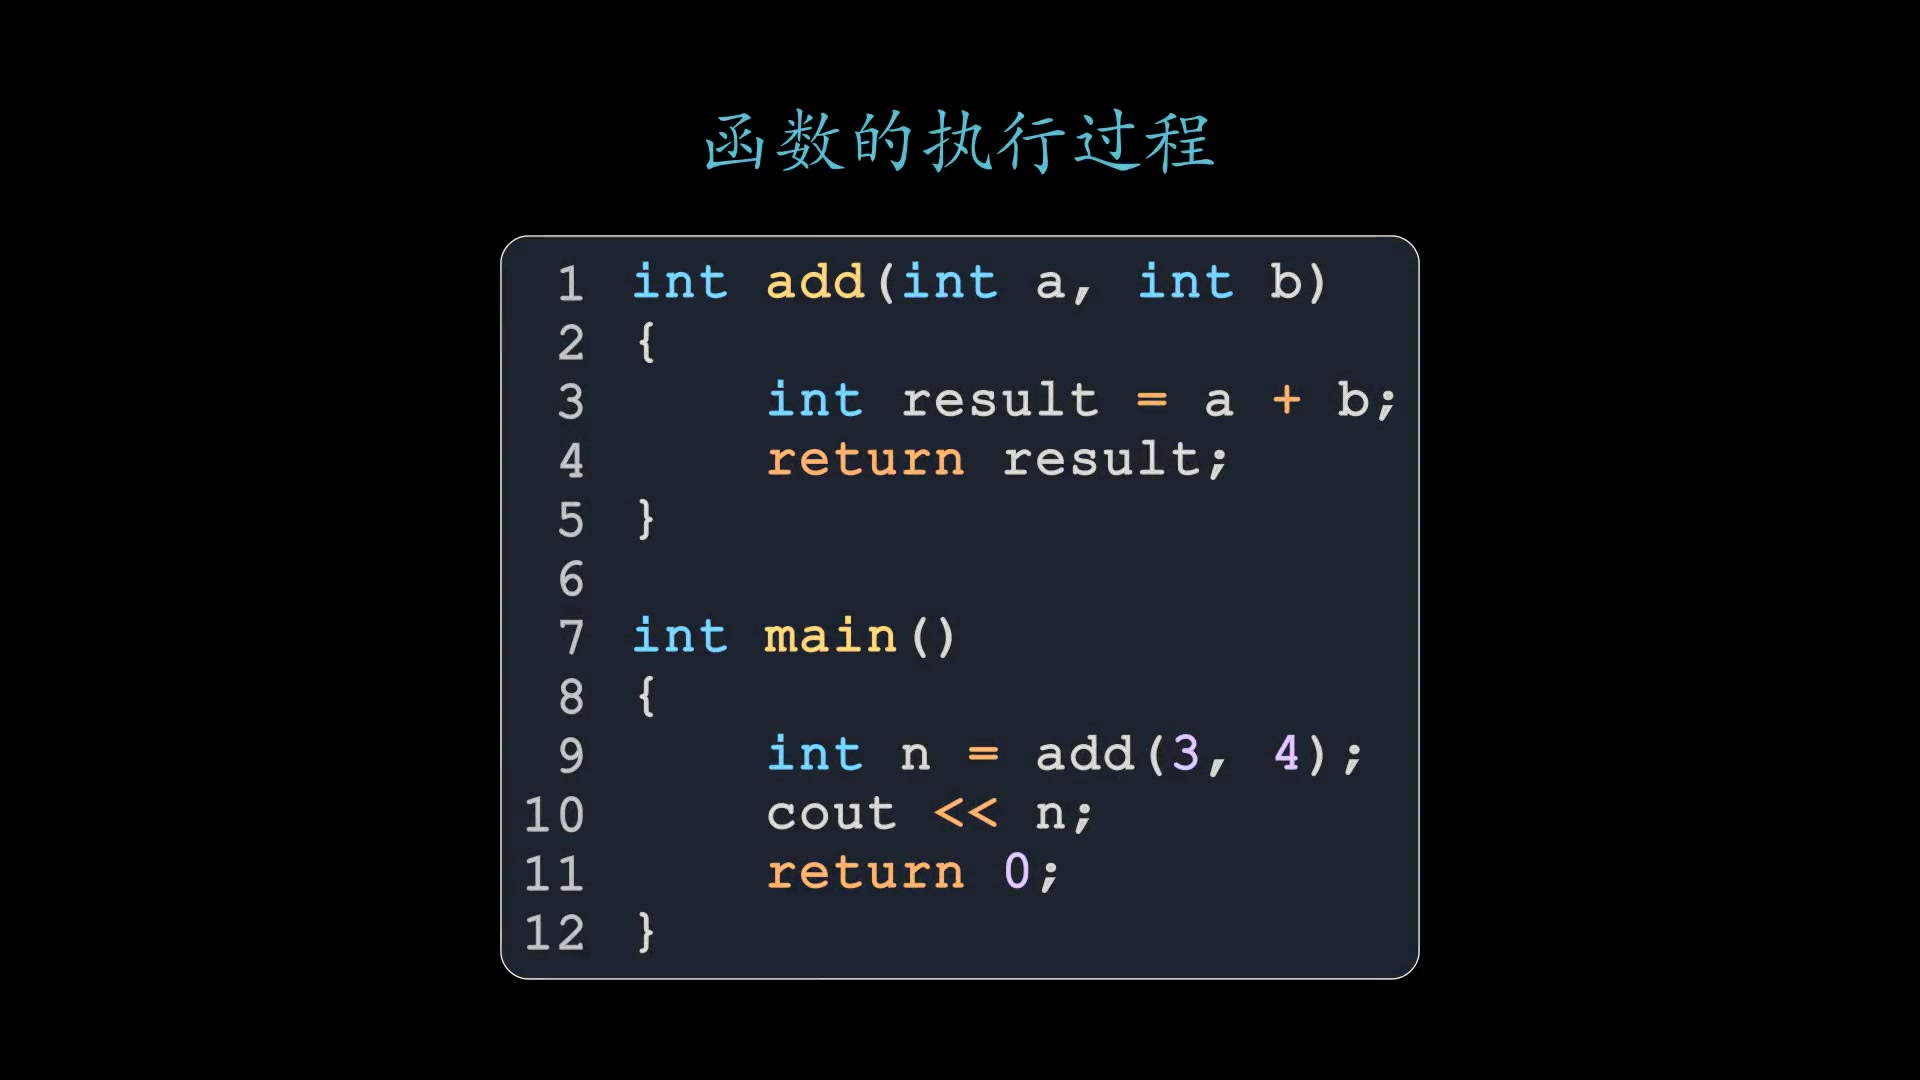 函数的执行过程
1 int add(int a, int b)
2 {
3     int result = a + b;
4     return result;
5 }
6
7 int main()
8 {
9     int n = add(3, 4);
10     cout << n;
11     return 0;
12 }